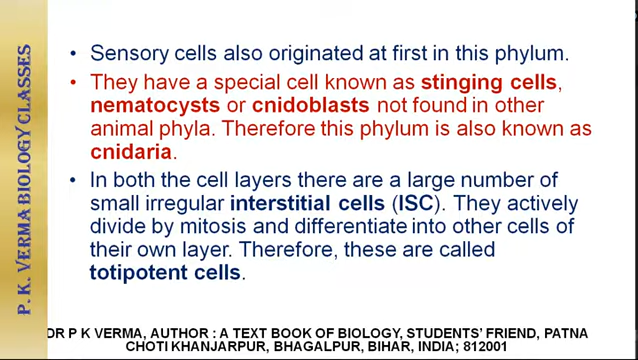 P. K. VERMA BIOLOGY CLASSES
• Sensory cells also originated at first in this phylum.
• They have a special cell known as stinging cells,
nematocysts or cnidoblasts not found in other
animal phyla. Therefore this phylum is also known as
cnidaria.
• In both the cell layers there are a large number of
small irregular interstitial cells (ISC). They actively
divide by mitosis and differentiate into other cells of
their own layer. Therefore, these are called
totipotent cells.
DR P K VERMA, AUTHOR : A TEXT BOOK OF BIOLOGY, STUDENTS' FRIEND, PATNA
CHOTI KHANJARPUR, BHAGALPUR, BIHAR, INDIA; 812001